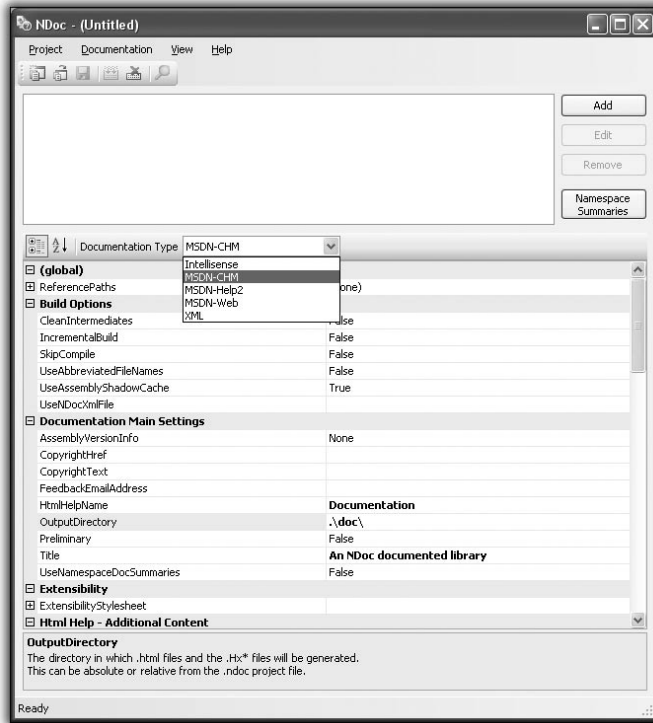 NDoc - (Untitled)
Project Documentation View Help
Add
Edit
Remove
Namespace
Summaries
Documentation Type MSDN-CHM
Intellisense
MSDN-CHM
MSDN-Help2
MSDN-Web
XML
(global)
ReferencePaths
Build Options
CleanIntermediates False
IncrementalBuild False
SkipCompile False
UseAbbreviatedFileNames False
UseAssemblyShadowCache True
UseNDocXmlFile
Documentation Main Settings
AssemblyVersionInfo None
CopyrightHref
CopyrightText
FeedbackEmailAddress
HtmlHelpName Documentation
OutputDirectory .\doc\
Preliminary False
Title An NDoc documented library
UseNamespaceDocSummaries False
Extensibility
ExtensibilityStylesheet
Html Help - Additional Content
OutputDirectory
The directory in which .html files and the .Hx* files will be generated.
This can be absolute or relative from the .ndoc project file.
Ready